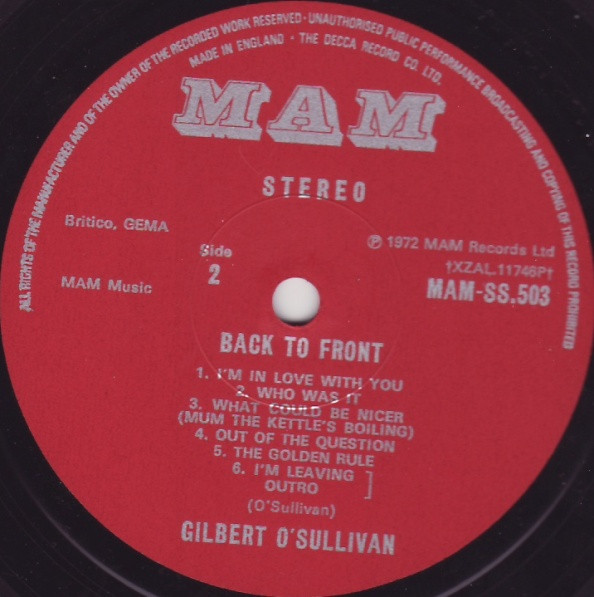 ALL RIGHTS OF THE MANUFACTURER AND OF THE OWNER OF THE RECORDED WORK RESERVED · UNAUTHORISED PUBLIC PERFORMANCE BROADCASTING AND COPYING OF THIS RECORD PROHIBITED
MADE IN ENGLAND · THE DECCA RECORD CO. LTD.
MAM
STEREO
Britico, GEMA
Side
2
℗ 1972 MAM Records Ltd
†XZAL.11746P†
MAM Music
MAM-SS.503
BACK TO FRONT
1. I'M IN LOVE WITH YOU
2. WHO WAS IT
3. WHAT COULD BE NICER
(MUM THE KETTLE'S BOILING)
4. OUT OF THE QUESTION
5. THE GOLDEN RULE
6. I'M LEAVING ]
OUTRO
(O'Sullivan)
GILBERT O'SULLIVAN